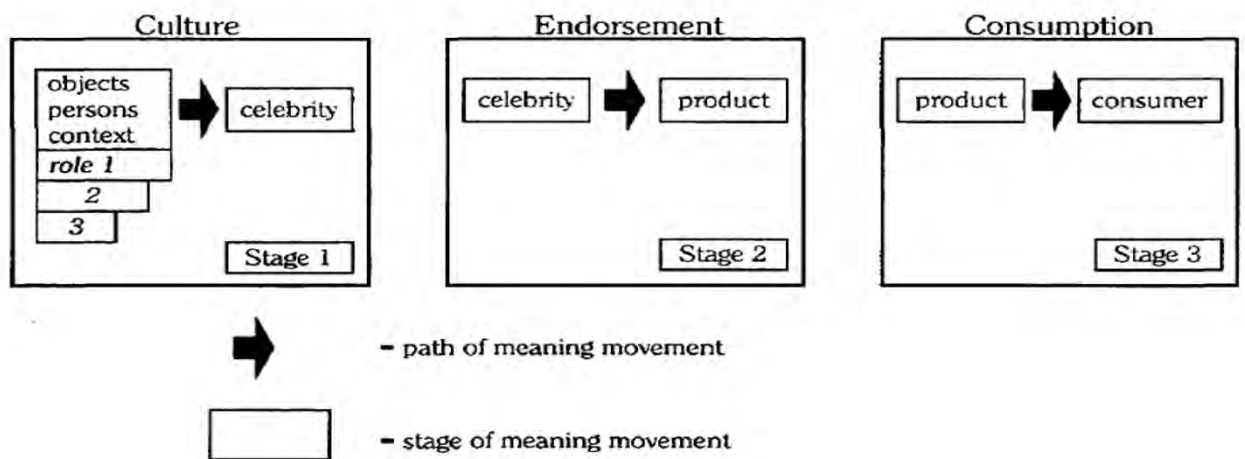 Culture
objects
persons
context
role 1
2
3
celebrity
Stage 1
Endorsement
celebrity
product
Stage 2
Consumption
product
consumer
Stage 3
- path of meaning movement
- stage of meaning movement